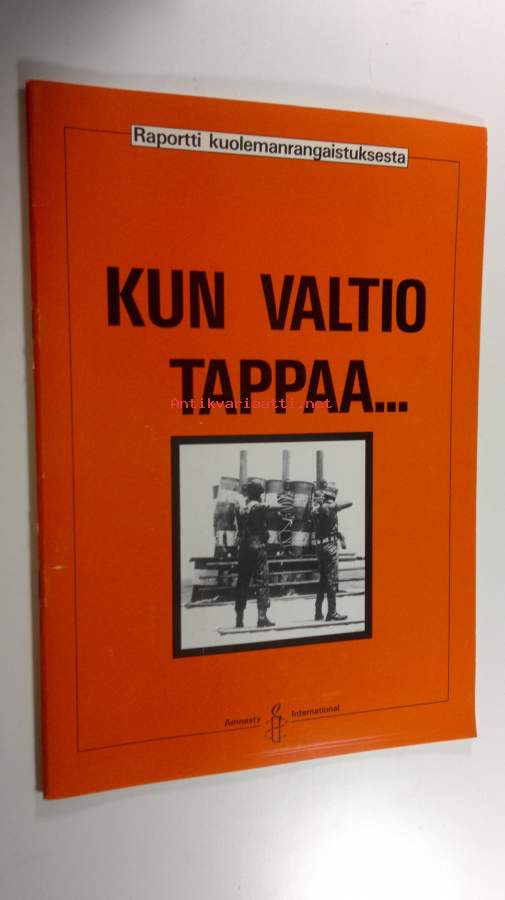 Raportti kuolemanrangaistuksesta
KUN VALTIO
TAPPAA...
Antikvariaatti.net
Amnesty International